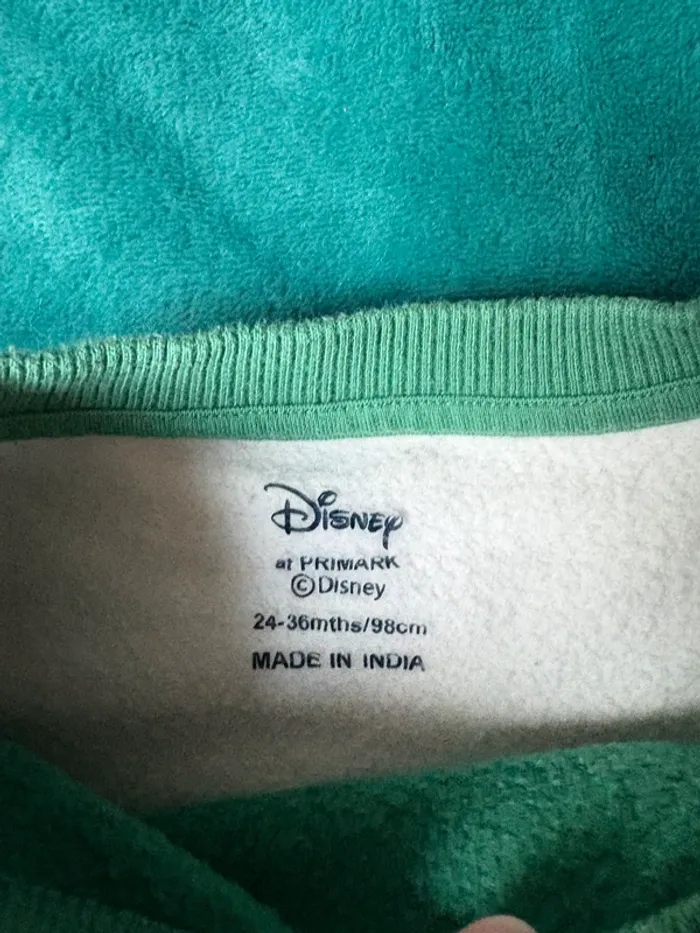 Disney
at PRIMARK
©Disney
24-36mths/98cm
MADE IN INDIA